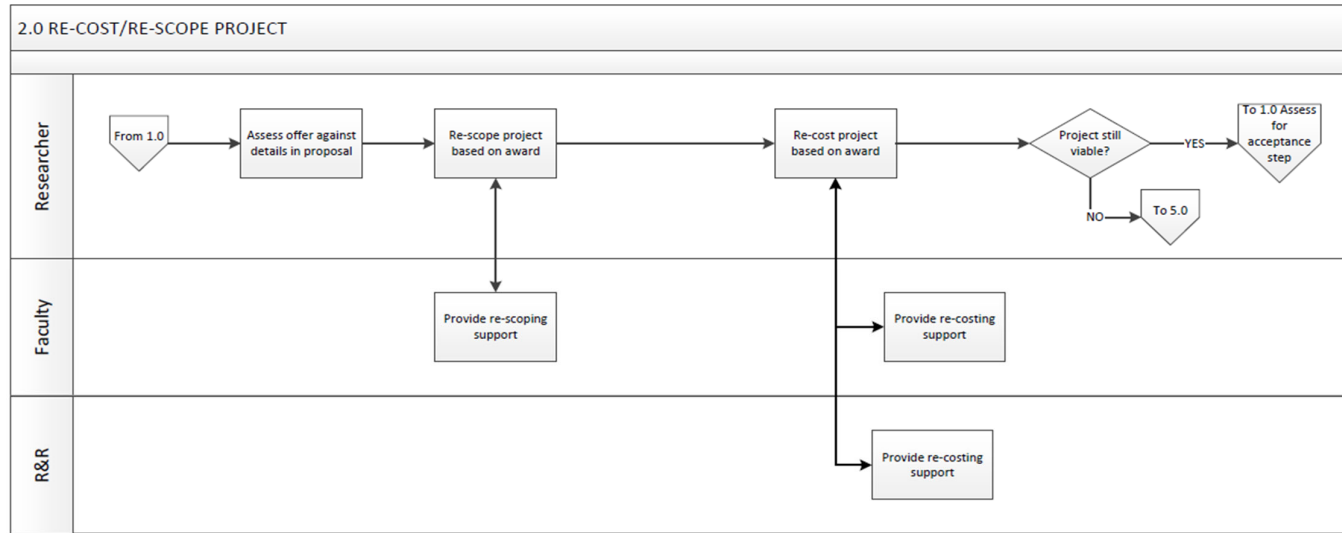 2.0 RE-COST/RE-SCOPE PROJECT
Researcher
From 1.0
Assess offer against
details in proposal
Re-scope project
based on award
Re-cost project
based on award
Project still
viable?
YES
To 1.0 Assess
for
acceptance
step
NO
To 5.0
Faculty
Provide re-scoping
support
Provide re-costing
support
R&R
Provide re-costing
support